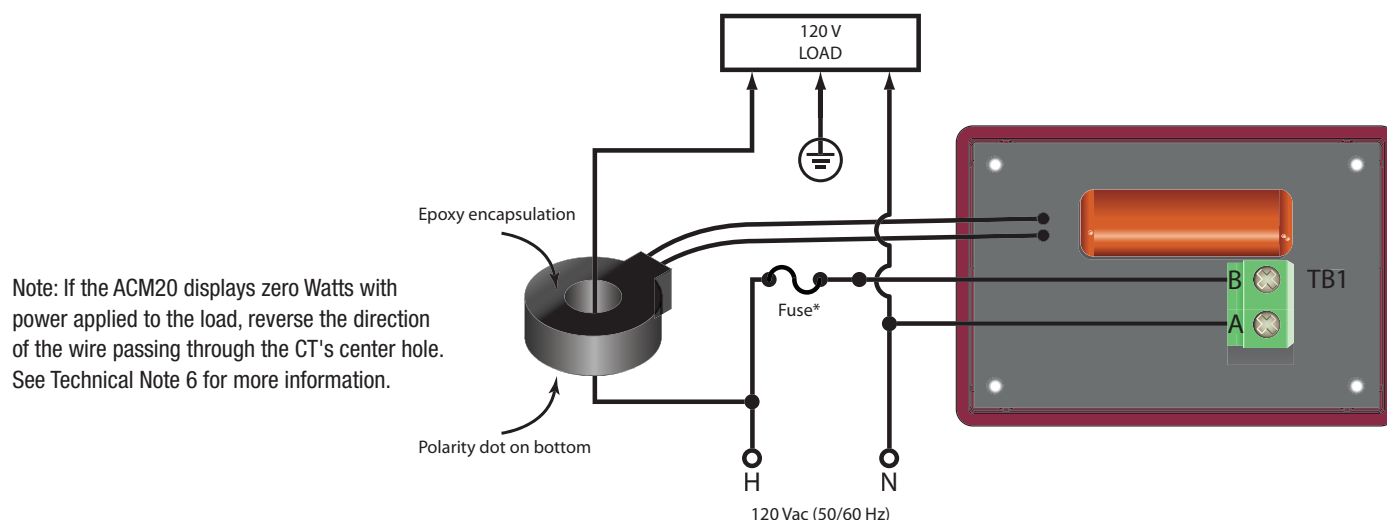 120 V
LOAD
Epoxy encapsulation
Note: If the ACM20 displays zero Watts with
power applied to the load, reverse the direction
of the wire passing through the CT's center hole.
See Technical Note 6 for more information.
Fuse*
B
TB1
A
Polarity dot on bottom
H
N
120 Vac (50/60 Hz)